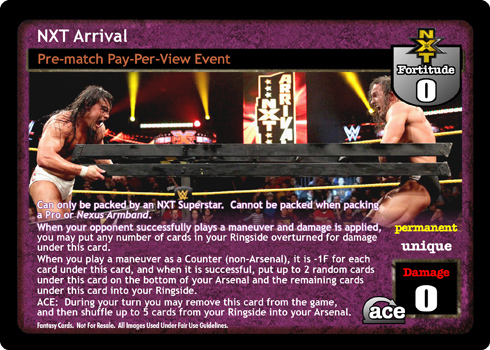 NXT Arrival
Pre-match Pay-Per-View Event
NXT
Fortitude
0
ARRIVAL
NXT
W
Can only be packed by an NXT Superstar. Cannot be packed when packing
a Pro or Nexus Armband.
When your opponent successfully plays a maneuver and damage is applied,
you may put any number of cards in your Ringside overturned for damage
under this card.
When you play a maneuver as a Counter (non-Arsenal), it is -1F for each
card under this card, and when it is successful, put up to 2 random cards
under this card on the bottom of your Arsenal and the remaining cards
under this card into your Ringside.
ACE: During your turn you may remove this card from the game,
and then shuffle up to 5 cards from your Ringside into your Arsenal.
permanent
unique
Damage
0
ace
Fantasy Cards. Not For Resale. All Images Used Under Fair Use Guidelines.